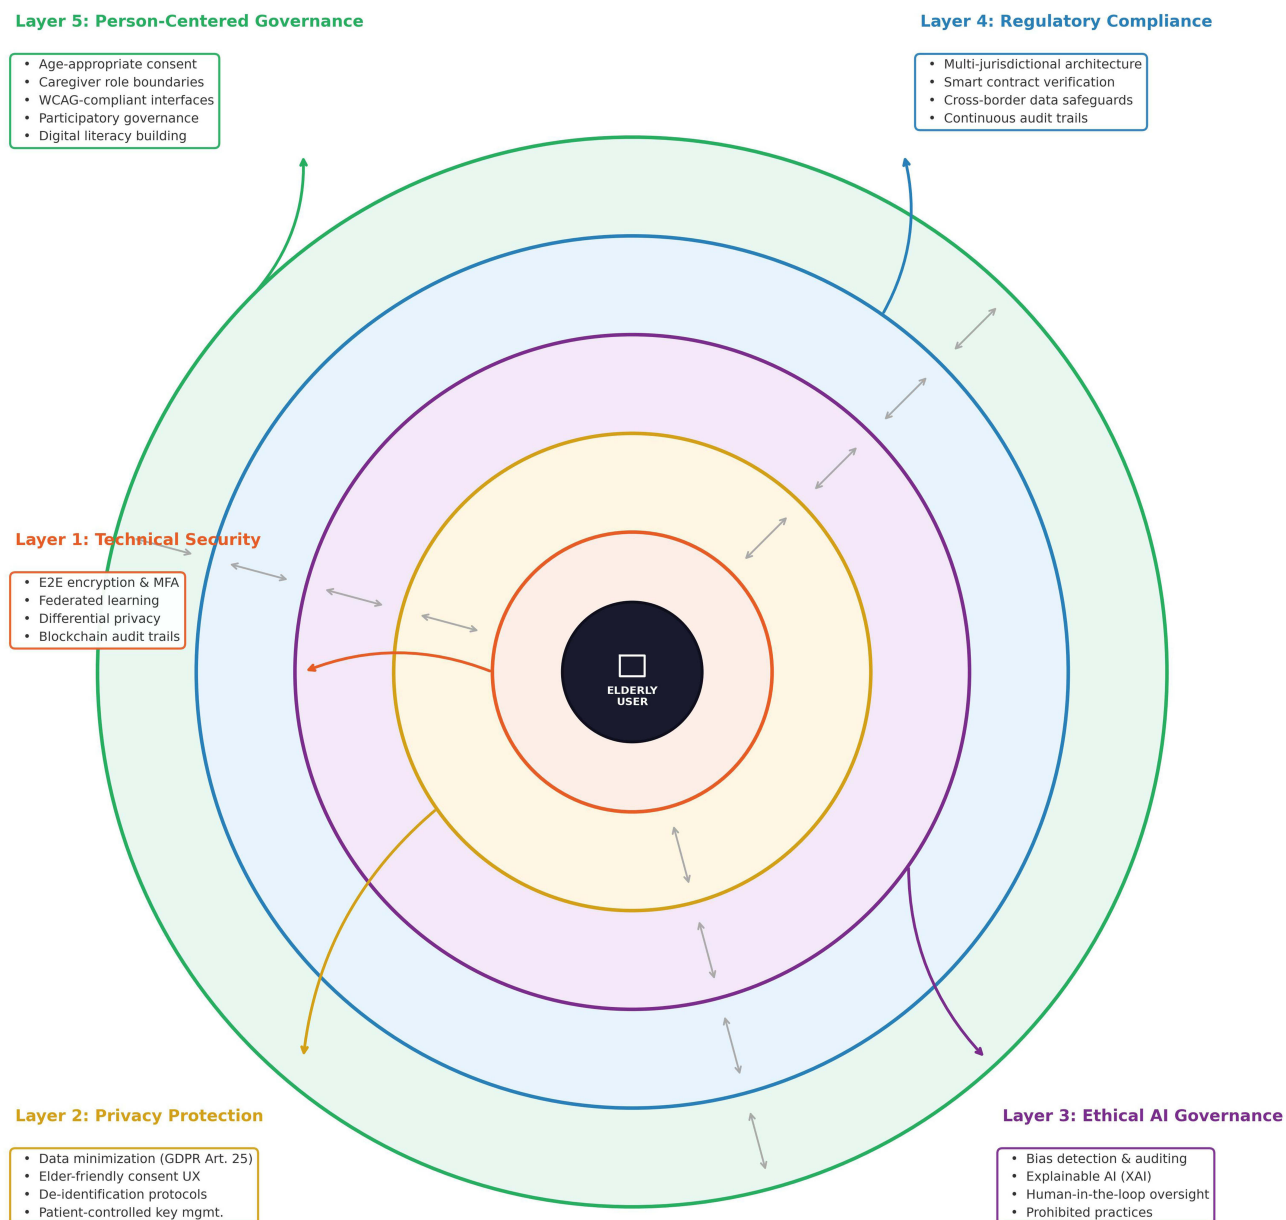 Layer 5: Person-Centered Governance
• Age-appropriate consent
• Caregiver role boundaries
• WCAG-compliant interfaces
• Participatory governance
• Digital literacy building
Layer 4: Regulatory Compliance
• Multi-jurisdictional architecture
• Smart contract verification
• Cross-border data safeguards
• Continuous audit trails
Layer 1: Technical Security
• E2E encryption & MFA
• Federated learning
• Differential privacy
• Blockchain audit trails
ELDERLY
USER
Layer 2: Privacy Protection
• Data minimization (GDPR Art. 25)
• Elder-friendly consent UX
• De-identification protocols
• Patient-controlled key mgmt.
Layer 3: Ethical AI Governance
• Bias detection & auditing
• Explainable AI (XAI)
• Human-in-the-loop oversight
• Prohibited practices